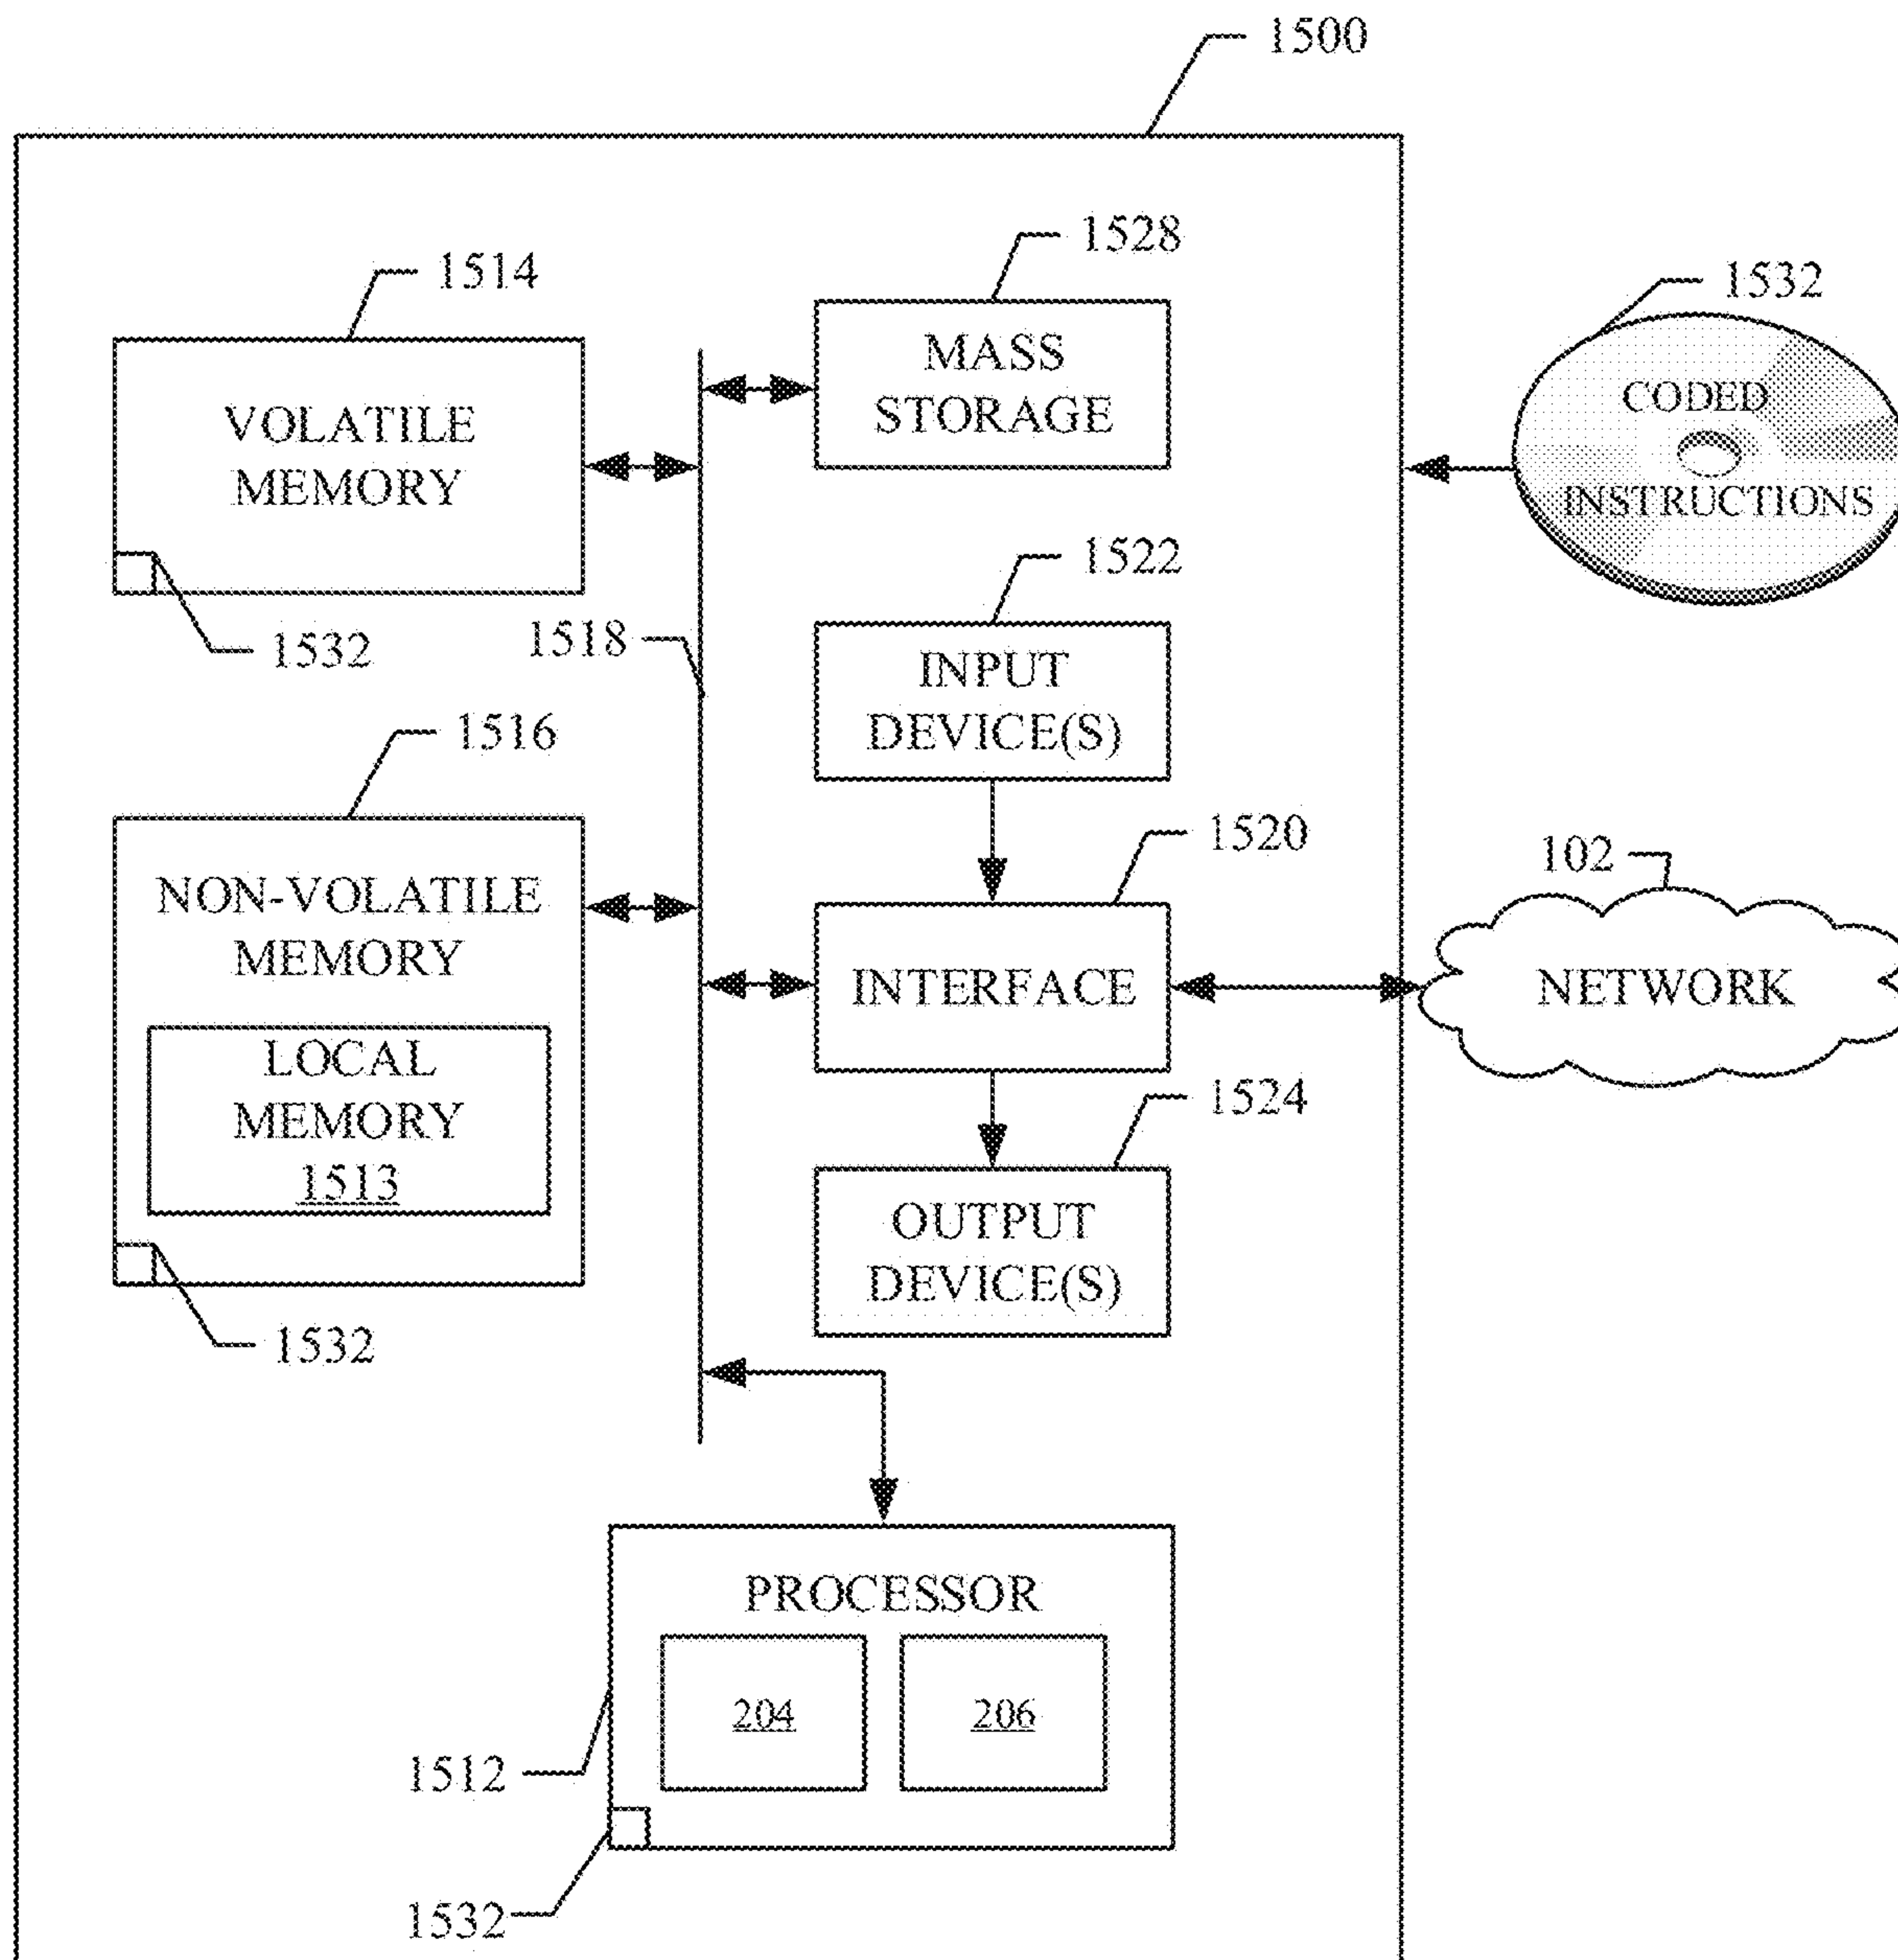 1500
1528
1514
1532
MASS
STORAGE
VOLATILE
MEMORY
CODED
INSTRUCTIONS
1522
1532
1518
INPUT
DEVICE(S)
1516
1520
102
NON-VOLATILE
MEMORY
INTERFACE
NETWORK
LOCAL
MEMORY
1513
1524
OUTPUT
DEVICE(S)
1532
PROCESSOR
204
206
1512
1532